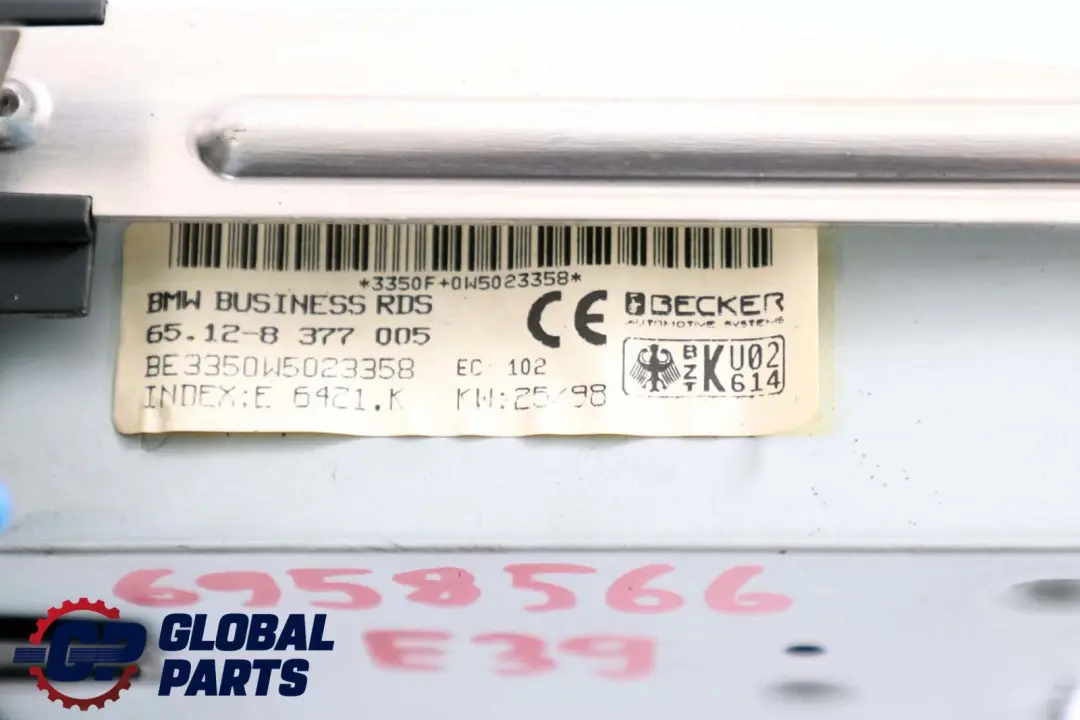 *3350F+0W5023358*
BMW BUSINESS RDS
65.12-8 377 005
CE
BECKER
AUTOMOTIVE SYSTEMS
BE3350W5023358 EC 102
INDEX:E 6421.K KW:25/98
BZT K U02 614
6958566
E39
GP GLOBAL
PARTS